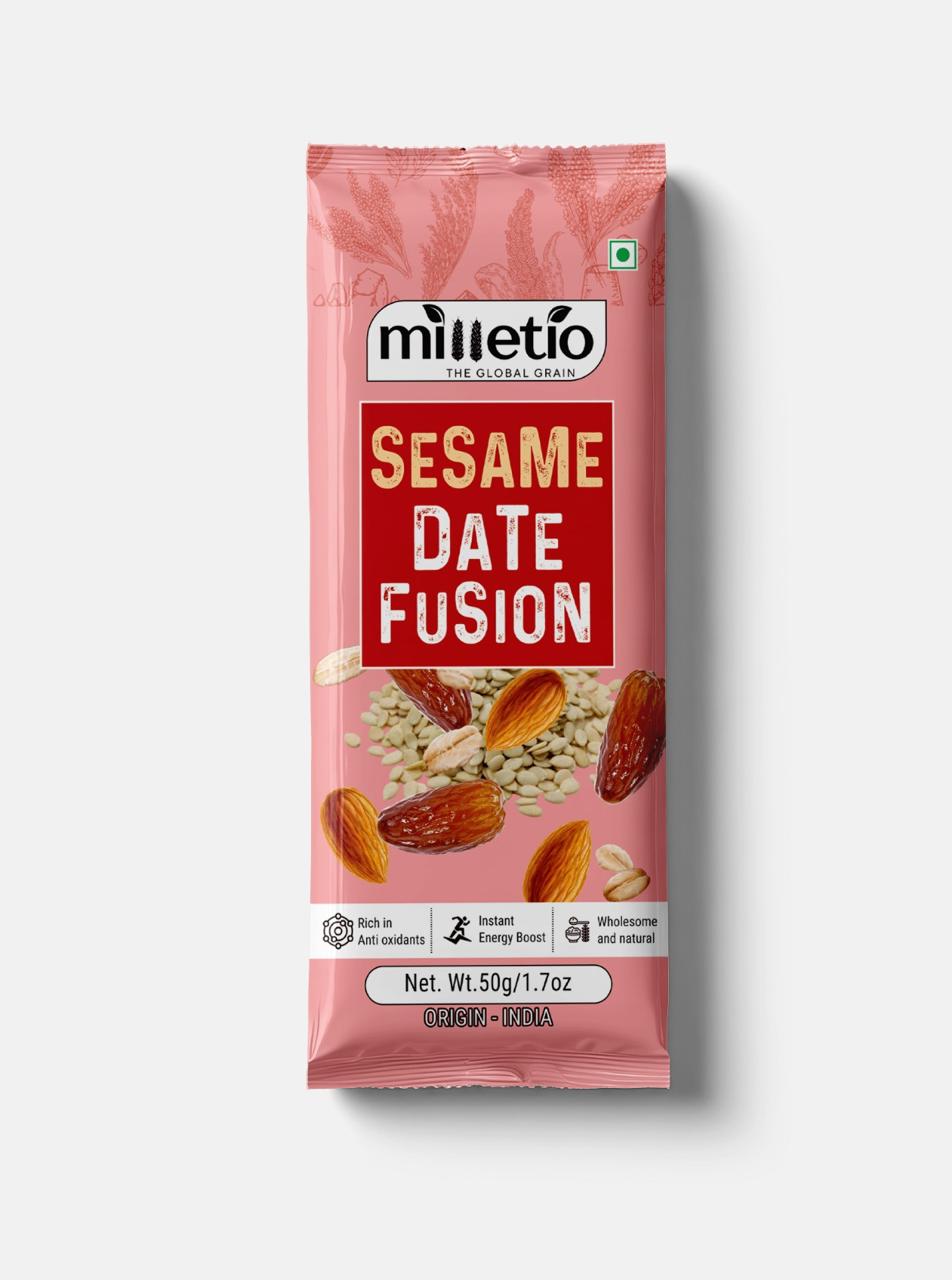 milletio
THE GLOBAL GRAIN
SESAME
DATE
FUSION
Rich in
Anti oxidants
Instant
Energy Boost
Wholesome
and natural
Net. Wt.50g/1.7oz
ORIGIN - INDIA